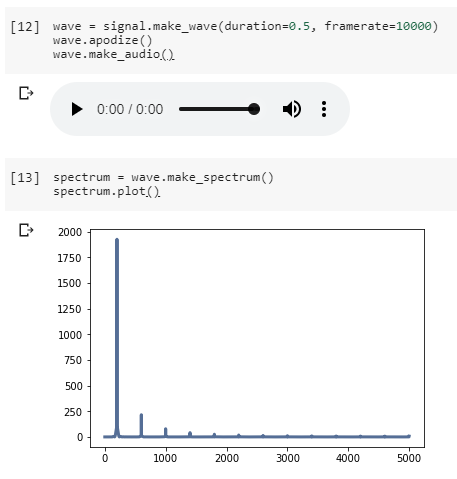 [12] wave = signal.make_wave(duration=0.5, framerate=10000)
wave.apodize()
wave.make_audio()
0:00 / 0:00
[13] spectrum = wave.make_spectrum()
spectrum.plot()
2000
1750
1500
1250
1000
750
500
250
0
0 1000 2000 3000 4000 5000